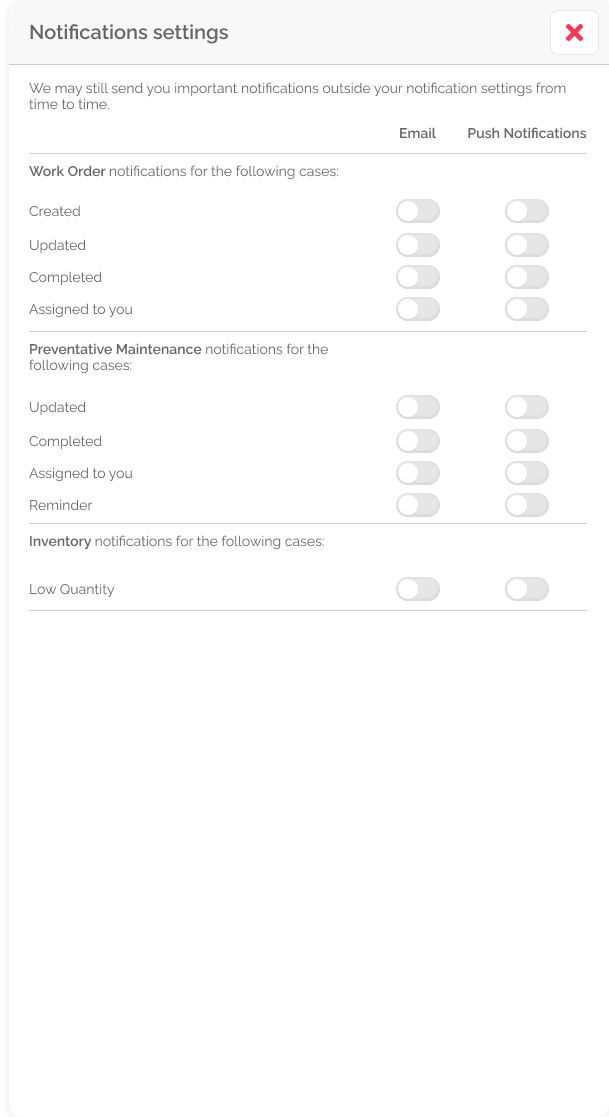 Notifications settings
We may still send you important notifications outside your notification settings from
time to time.
Email Push Notifications
Work Order notifications for the following cases:
Created
Updated
Completed
Assigned to you
Preventative Maintenance notifications for the
following cases:
Updated
Completed
Assigned to you
Reminder
Inventory notifications for the following cases:
Low Quantity